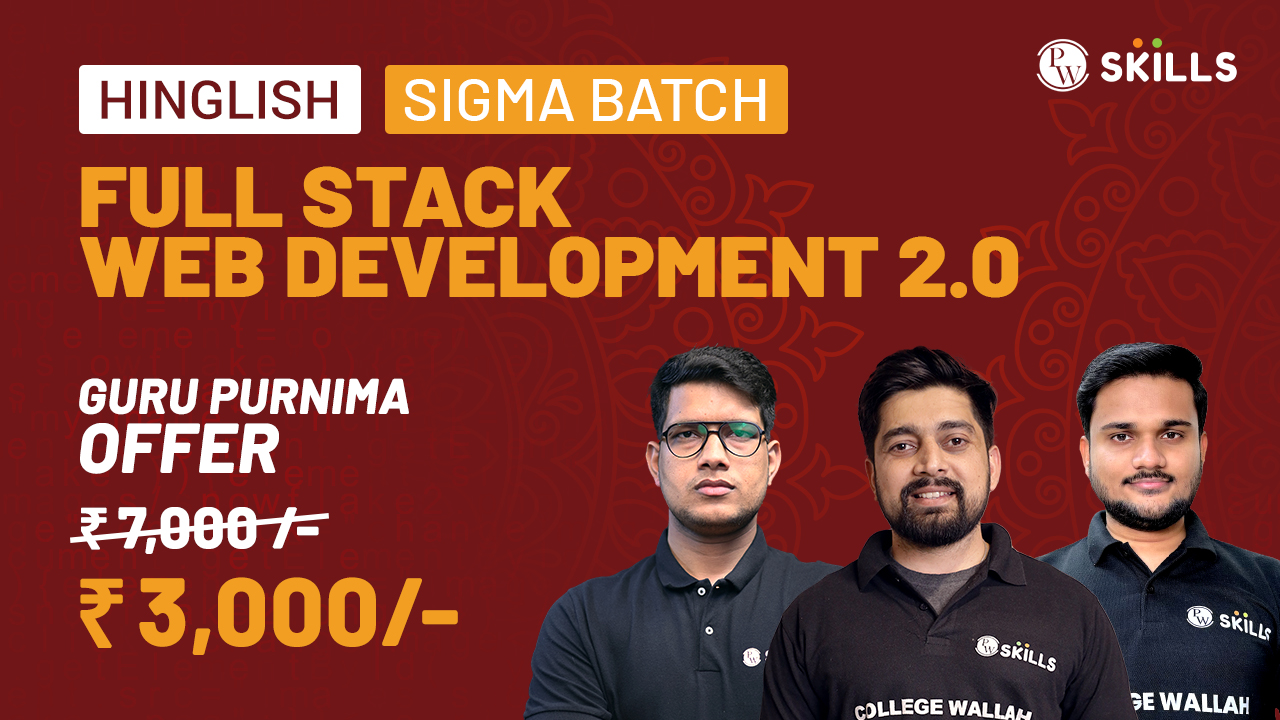 PW SKILLS
HINGLISH
SIGMA BATCH
FULL STACK
WEB DEVELOPMENT 2.0
GURU PURNIMA
OFFER
₹ 7,000 /-
₹ 3,000/-
PW
PW SKILLS
COLLEGE WALLAH
PW SKILLS
GE WALLAH